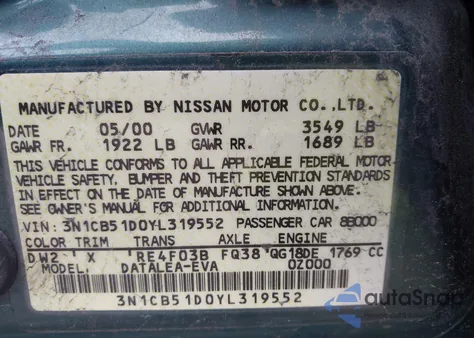 MANUFACTURED BY NISSAN MOTOR CO.,LTD.
DATE 05/00 GVWR 3549 LB
GAWR FR. 1922 LB GAWR RR. 1689 LB
THIS VEHICLE CONFORMS TO ALL APPLICABLE FEDERAL MOTOR
VEHICLE SAFETY, BUMPER AND THEFT PREVENTION STANDARDS
IN EFFECT ON THE DATE OF MANUFACTURE SHOWN ABOVE.
SEE OWNER'S MANUAL FOR ADDITIONAL INFORMATION
VIN: 3N1CB51D0YL319552 PASSENGER CAR 88000
COLOR TRIM TRANS AXLE ENGINE
DW2 X RE4F03B FQ38 QG18DE 1769 CC
MODEL: DATALEA-EVA 0Z000
3N1CB51D0YL319552
autoSnap